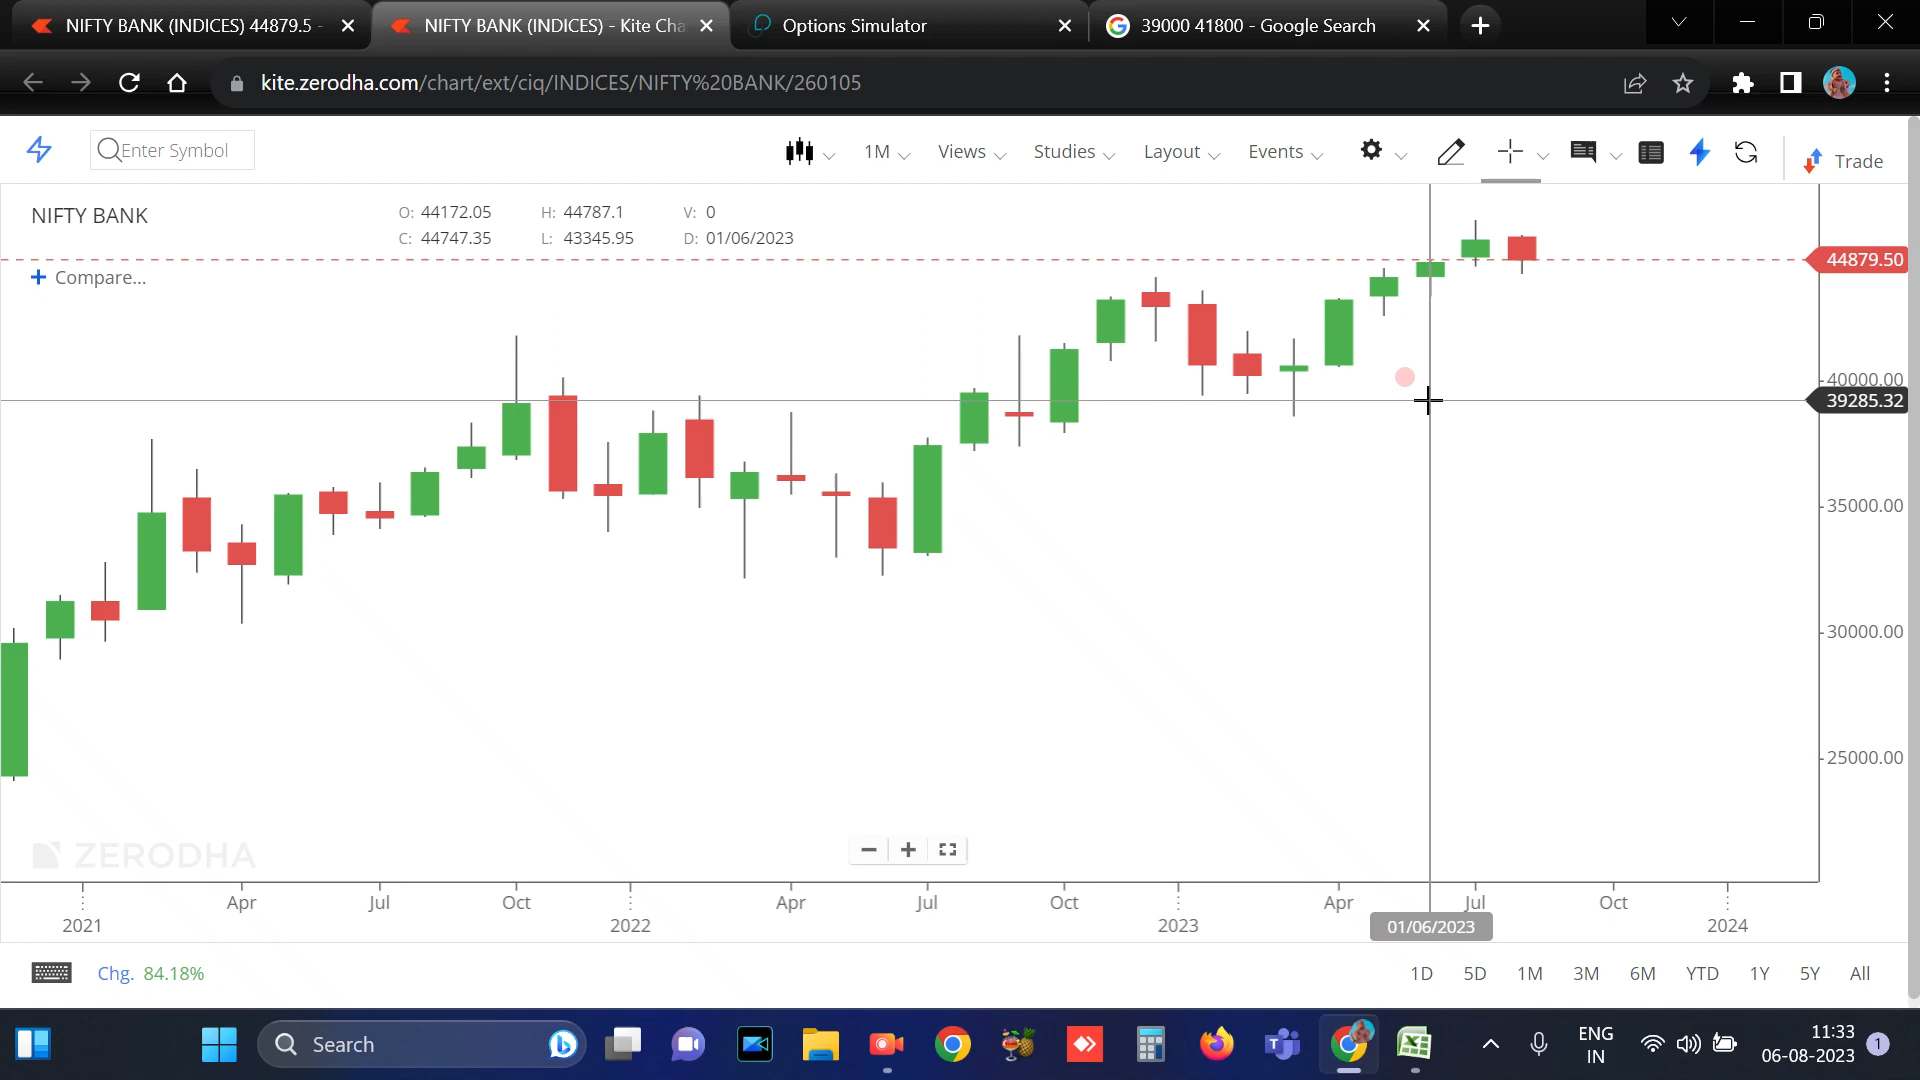 NIFTY BANK (INDICES) 44879.5 -
NIFTY BANK (INDICES) - Kite Cha
Options Simulator
39000 41800 - Google Search
kite.zerodha.com/chart/ext/ciq/INDICES/NIFTY%20BANK/260105
Enter Symbol
1M
Views
Studies
Layout
Events
Trade
NIFTY BANK
O: 44172.05 H: 44787.1 V: 0
C: 44747.35 L: 43345.95 D: 01/06/2023
+ Compare...
44879.50
40000.00
39285.32
35000.00
30000.00
25000.00
ZERODHA
Apr Jul Oct Apr Jul Oct Apr Jul Oct
2021 2022 2023 01/06/2023 2024
Chg. 84.18%
1D 5D 1M 3M 6M YTD 1Y 5Y All
Search
ENG
IN
11:33
06-08-2023
1